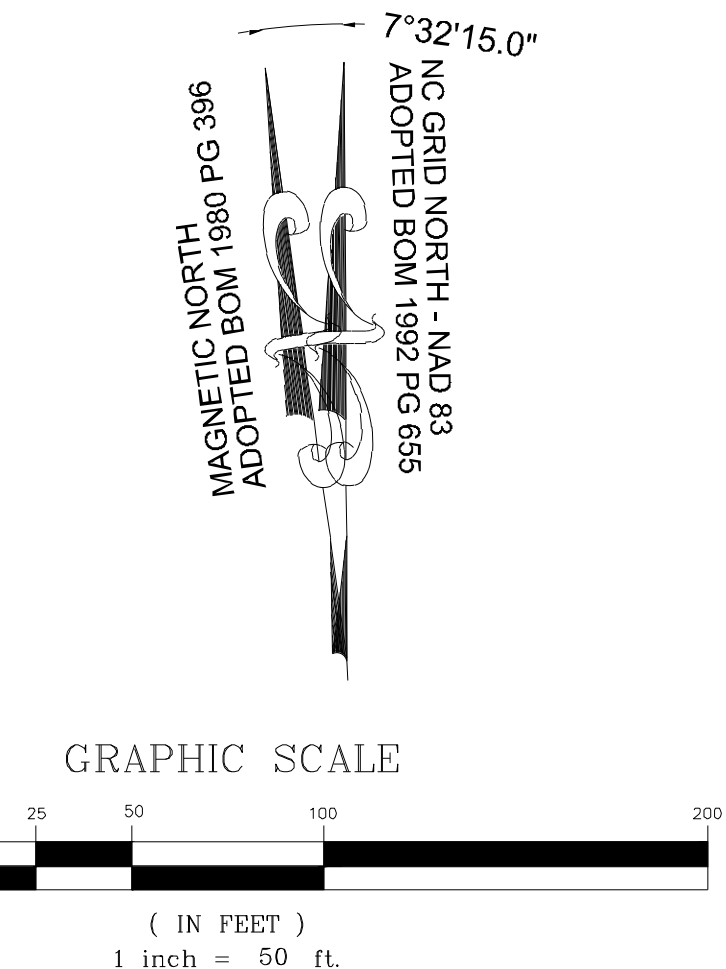 7°32'15.0"
MAGNETIC NORTH
ADOPTED BOM 1980 PG 396
NC GRID NORTH - NAD 83
ADOPTED BOM 1992 PG 655
GRAPHIC SCALE
25 50 100 200
( IN FEET )
1 inch = 50 ft.